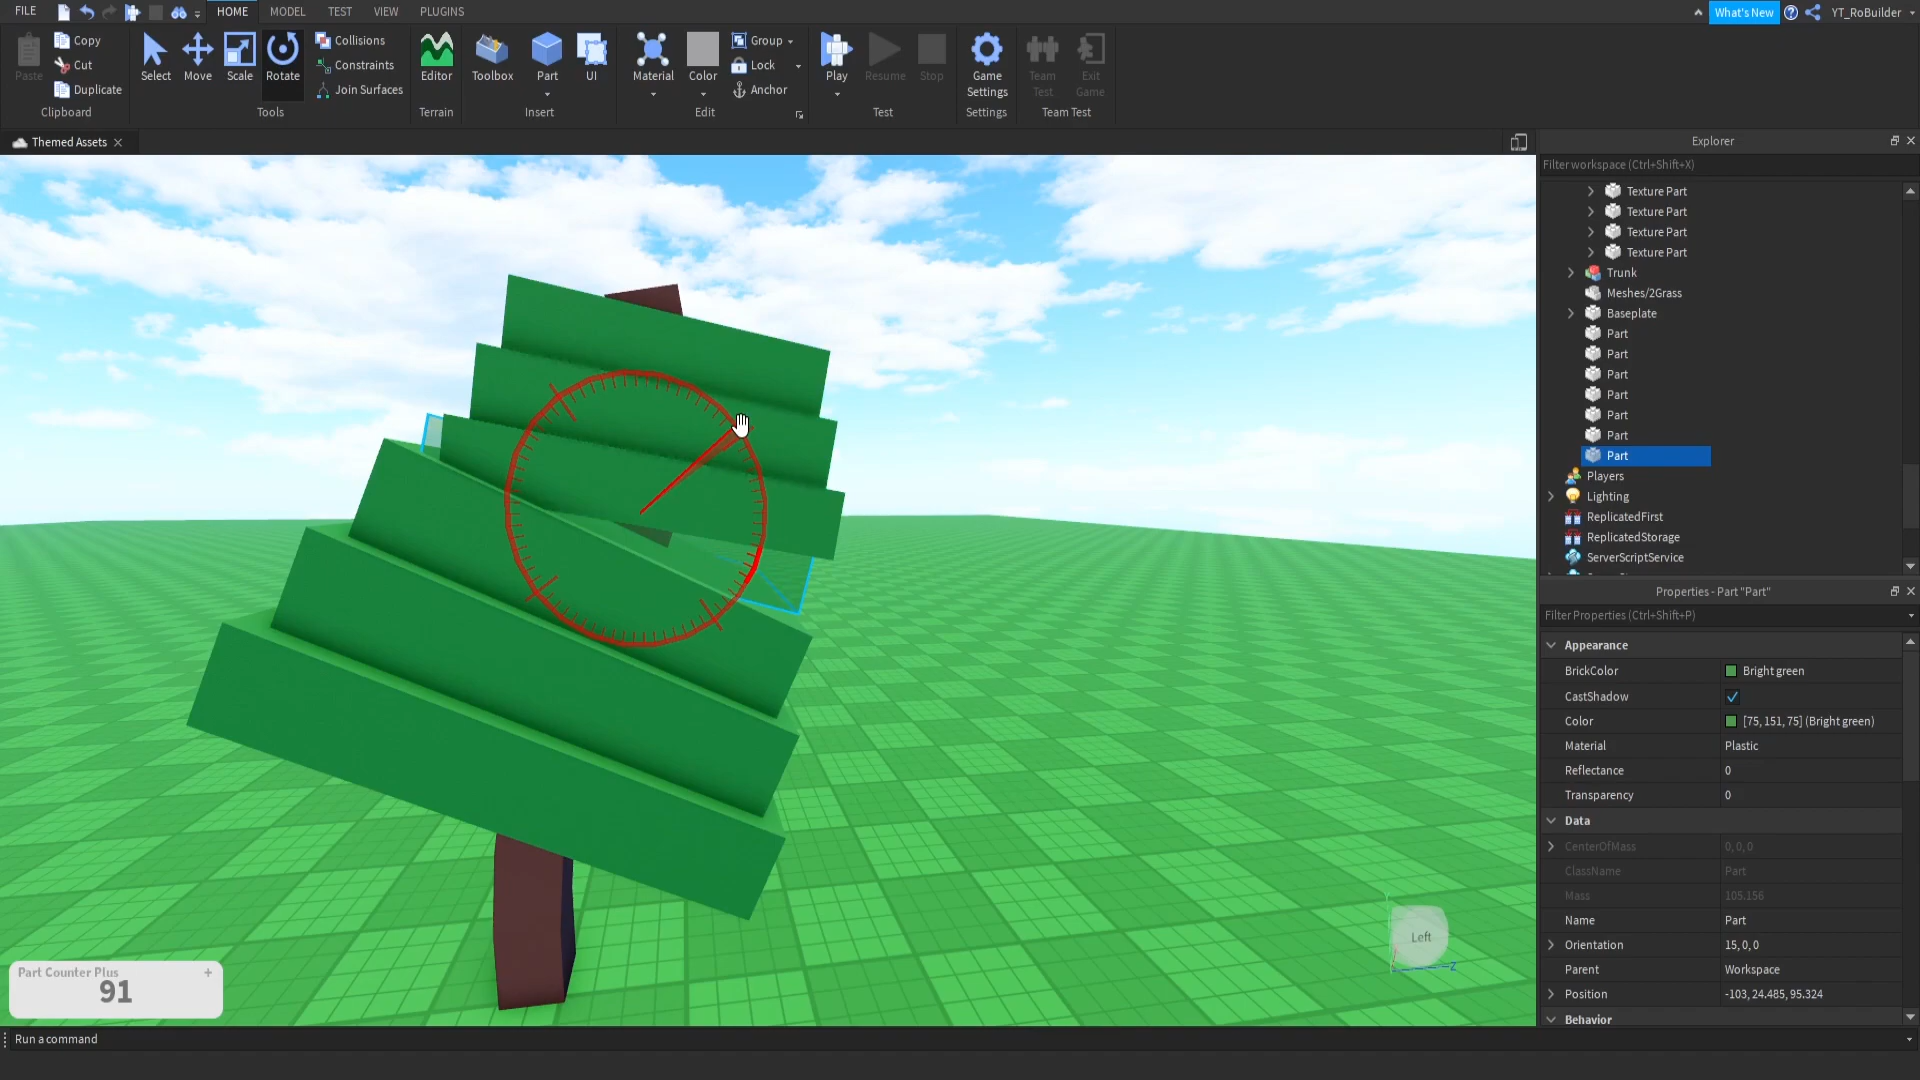 FILE HOME MODEL TEST VIEW PLUGINS What's New YT_RoBuilder
Paste Copy Cut Duplicate Clipboard
Select Move Scale Rotate Collisions Constraints Join Surfaces Tools
Editor Terrain
Toolbox Part UI Insert
Material Color Group Lock Anchor Edit
Play Resume Stop Test
Game Settings Settings
Team Test Exit Game Team Test
Themed Assets
Explorer
Filter workspace (Ctrl+Shift+X)
Texture Part
Texture Part
Texture Part
Texture Part
Trunk
Meshes/2Grass
Baseplate
Part
Part
Part
Part
Part
Part
Part
Players
Lighting
ReplicatedFirst
ReplicatedStorage
ServerScriptService
Properties - Part "Part"
Filter Properties (Ctrl+Shift+P)
Appearance
BrickColor Bright green
CastShadow
Color [75, 151, 75] (Bright green)
Material Plastic
Reflectance 0
Transparency 0
Data
CenterOfMass 0, 0, 0
ClassName Part
Mass 105.156
Name Part
Orientation 15, 0, 0
Parent Workspace
Position -103, 24.485, 95.324
Behavior
Left
Z
Part Counter Plus +
91
Run a command